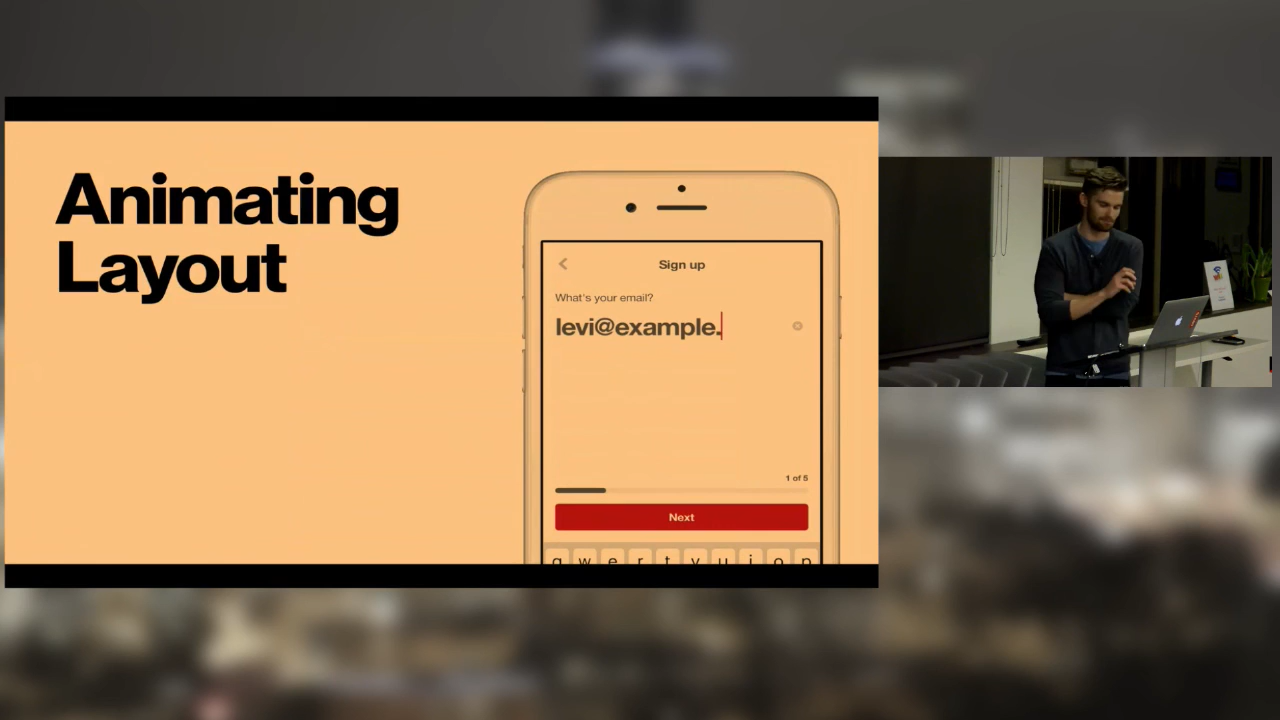 Animating
Layout
Sign up
What's your email?
levi@example.
1 of 5
Next
q w e r t y u i o p